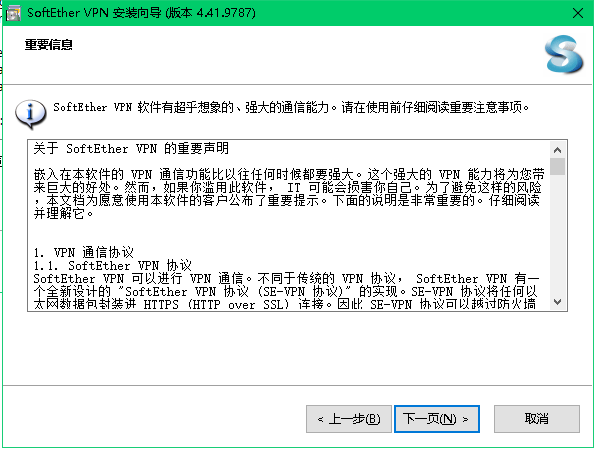 SoftEther VPN 安装向导 (版本 4.41.9787)
重要信息
SoftEther VPN 软件有超乎想象的、强大的通信能力。请在使用前仔细阅读重要注意事项。
关于 SoftEther VPN 的重要声明
嵌入在本软件的 VPN 通信功能比以往任何时候都要强大。这个强大的 VPN 能力将为您带
来巨大的好处。然而，如果你滥用此软件， IT 可能会损害你自己。为了避免这样的风险
，本文档为愿意使用本软件的客户公布了重要提示。下面的说明是非常重要的。仔细阅读
并理解它。
1. VPN 通信协议
1.1. SoftEther VPN 协议
SoftEther VPN 可以进行 VPN 通信。不同于传统的 VPN 协议， SoftEther VPN 有一
个全新设计的 "SoftEther VPN 协议 (SE-VPN 协议)" 的实现。SE-VPN 协议将任何以
太网数据包封装进 HTTPS (HTTP over SSL) 连接。因此 SE-VPN 协议可以越过防火墙
< 上一步(B)
下一页(N) >
取消